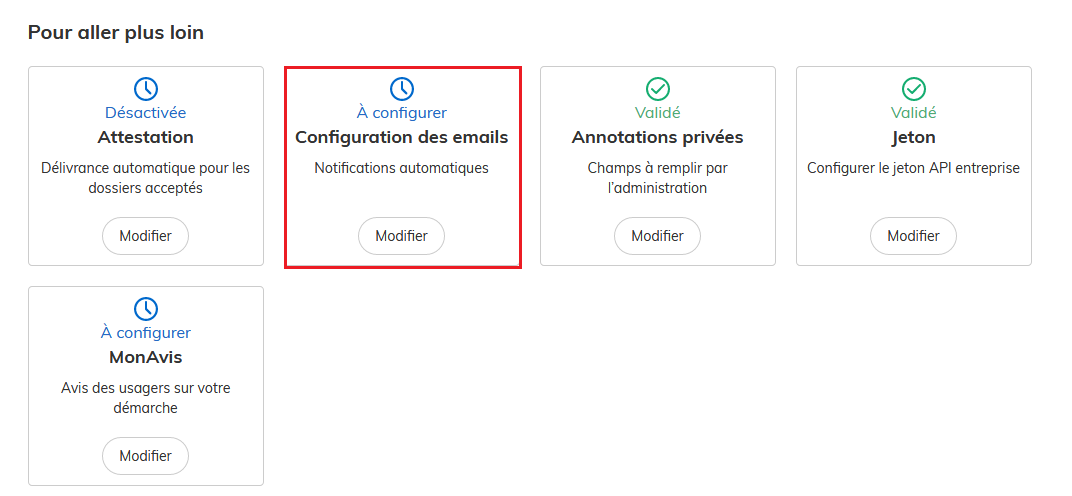 Pour aller plus loin
Désactivée
Attestation
Délivrance automatique pour les
dossiers acceptés
Modifier
À configurer
Configuration des emails
Notifications automatiques
Modifier
Validé
Annotations privées
Champs à remplir par
l'administration
Modifier
Validé
Jeton
Configurer le jeton API entreprise
Modifier
À configurer
MonAvis
Avis des usagers sur votre
démarche
Modifier